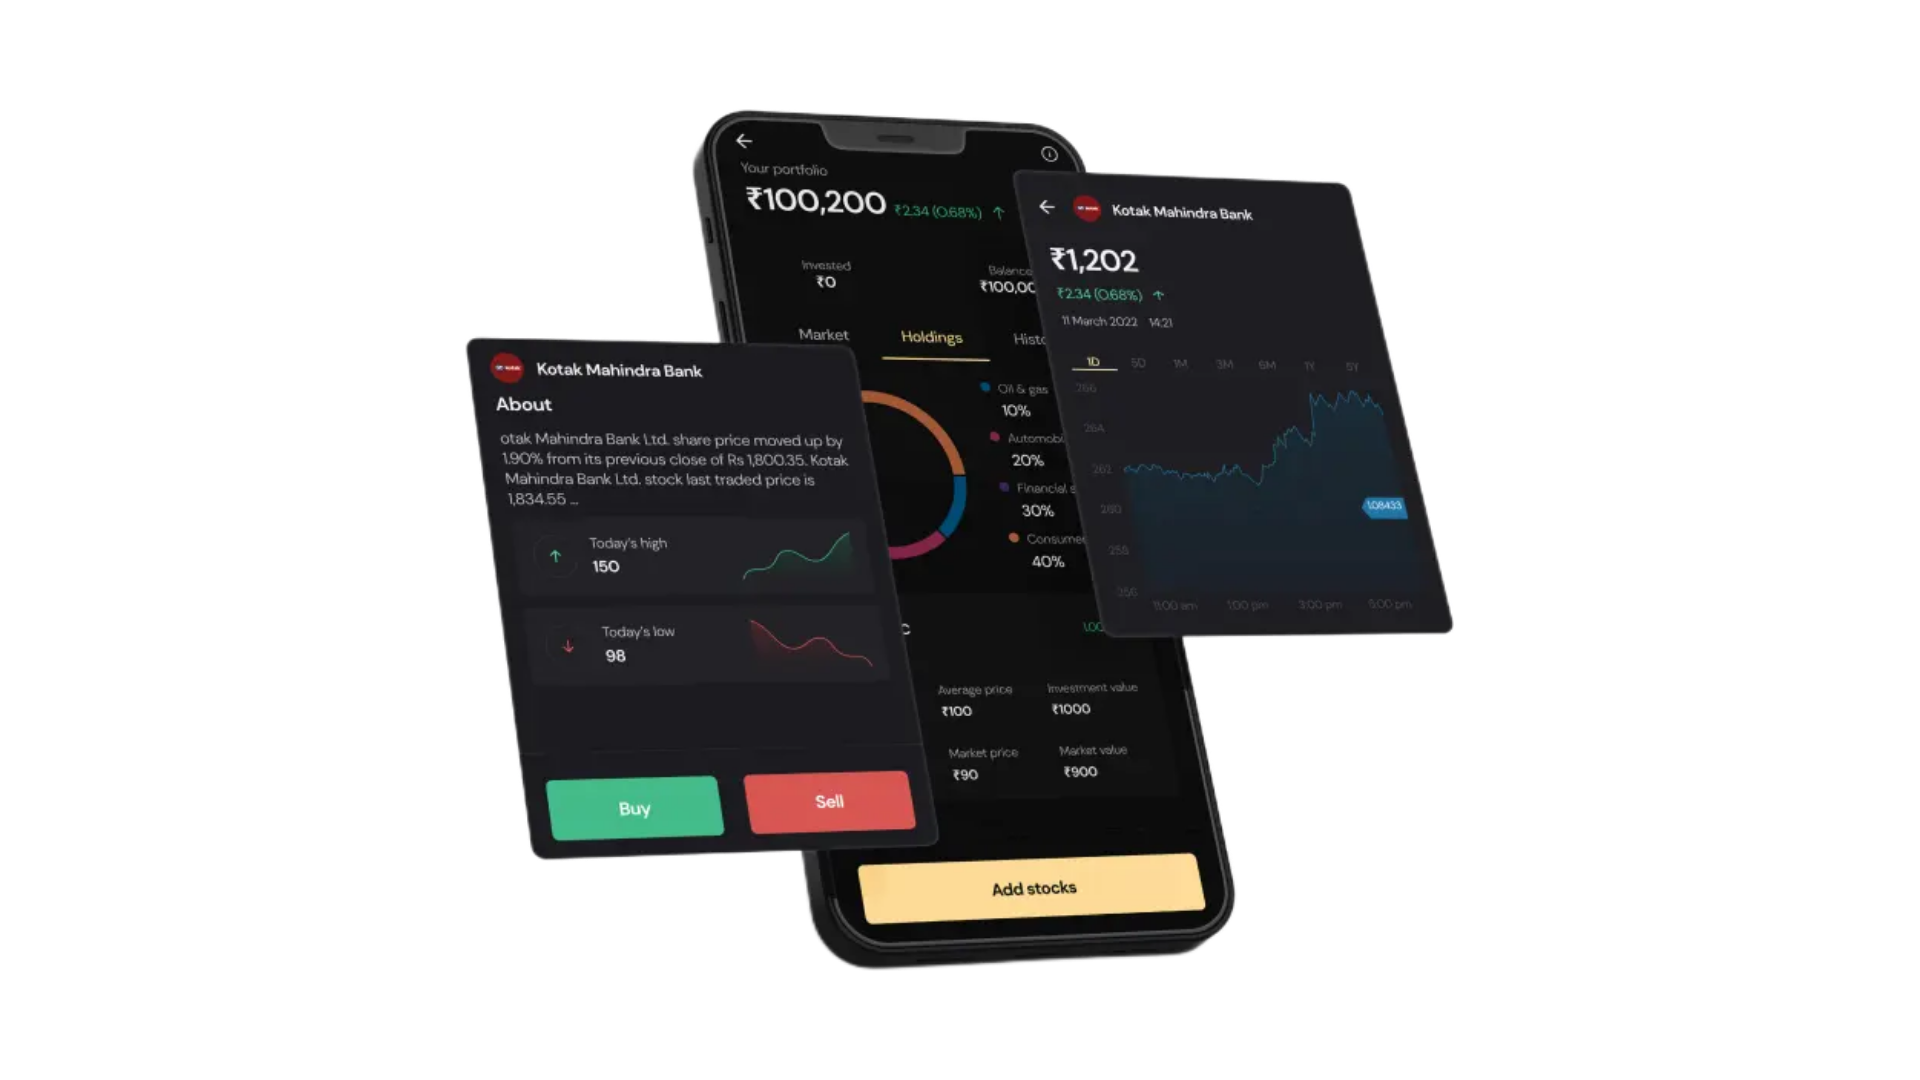 Your portfolio
₹100,200 ₹2.34 (0.68%) ↑
Invested
₹0
Balance
₹100,00
Market Holdings Histo
Oil & gas
10%
Automobi
20%
Financial s
30%
Consumer
40%
c 1.00
Average price Investment value
₹100 ₹1000
Market price Market value
₹90 ₹900
Add stocks
Kotak Mahindra Bank
About
otak Mahindra Bank Ltd. share price moved up by
1.90% from its previous close of Rs 1,800.35. Kotak
Mahindra Bank Ltd. stock last traded price is
1,834.55 ...
Today's high
150
Today's low
98
Buy Sell
Kotak Mahindra Bank
₹1,202
₹2.34 (0.68%) ↑
11 March 2022 14:21
1D 5D 1M 3M 6M 1Y 5Y
266
264
262
260
1.08433
258
256
11:00 am 1:00 pm 3:00 pm 5:00 pm